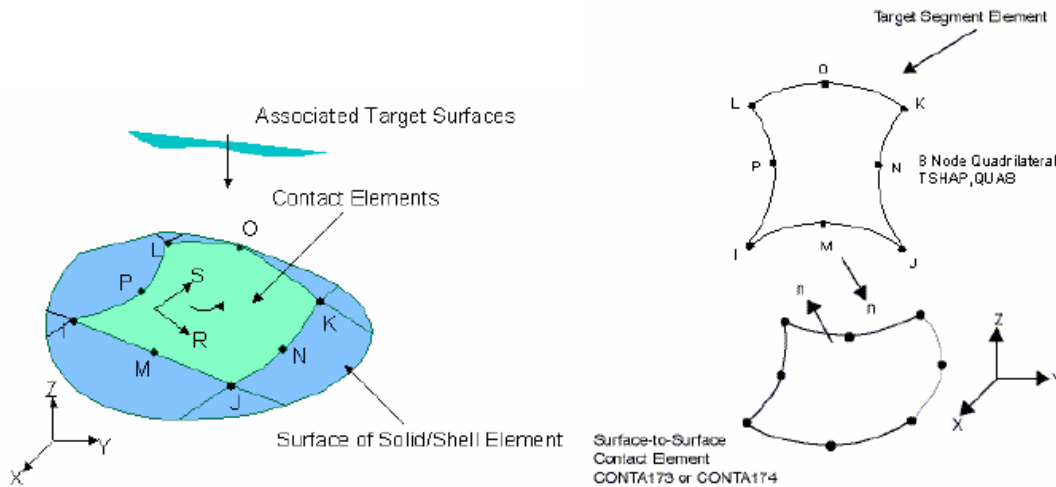 Associated Target Surfaces
Contact Elements
L
O
P
S
R
K
I
M
N
J
Z
Y
X
Surface of Solid/Shell Element
Target Segment Element
O
L
K
P
N
8 Node Quadrilateral
TSHAP,QUA8
I
M
J
n
n
Z
Y
X
Surface-to-Surface
Contact Element
CONTA173 or CONTA174